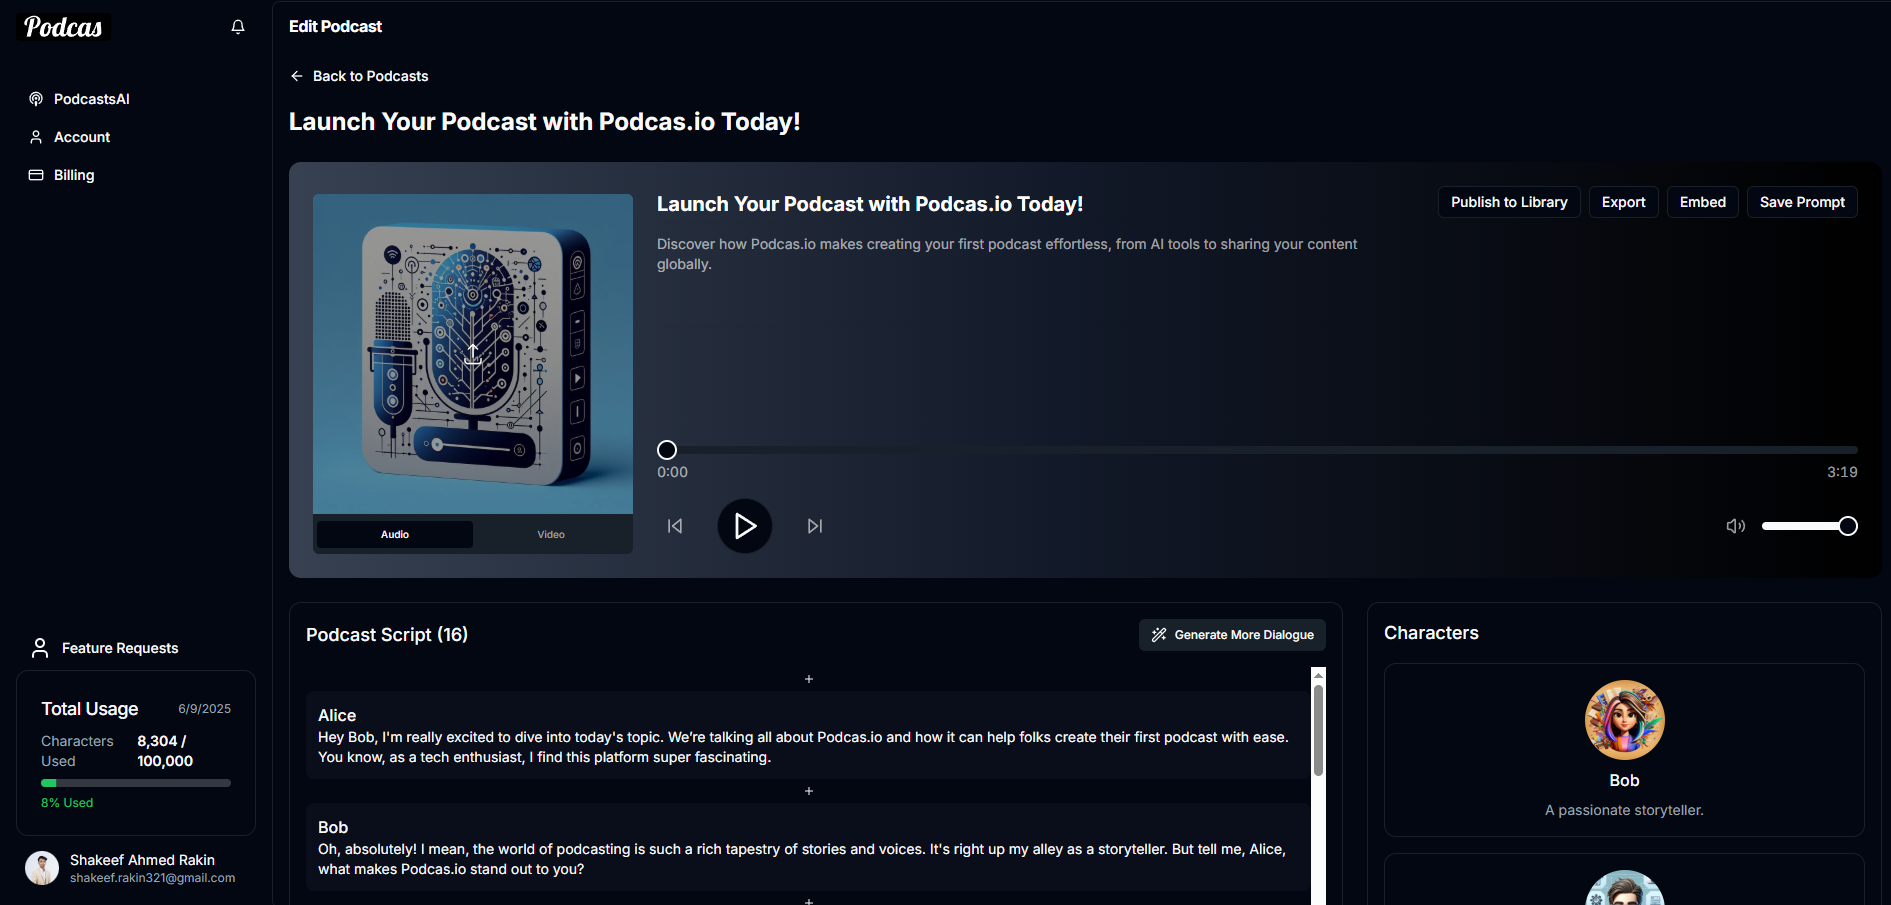 Podcas
PodcastsAI
Account
Billing
Feature Requests
Total Usage 6/9/2025
Characters 8,304 /
Used 100,000
8% Used
Shakeef Ahmed Rakin
shakeef.rakin321@gmail.com
Edit Podcast
Back to Podcasts
Launch Your Podcast with Podcas.io Today!
Launch Your Podcast with Podcas.io Today!
Publish to Library Export Embed Save Prompt
Discover how Podcas.io makes creating your first podcast effortless, from AI tools to sharing your content
globally.
0:00 3:19
Audio Video
Podcast Script (16) Generate More Dialogue
+
Alice
Hey Bob, I'm really excited to dive into today's topic. We’re talking all about Podcas.io and how it can help folks create their first podcast with ease.
You know, as a tech enthusiast, I find this platform super fascinating.
+
Bob
Oh, absolutely! I mean, the world of podcasting is such a rich tapestry of stories and voices. It's right up my alley as a storyteller. But tell me, Alice,
what makes Podcas.io stand out to you?
+
Characters
Bob
A passionate storyteller.